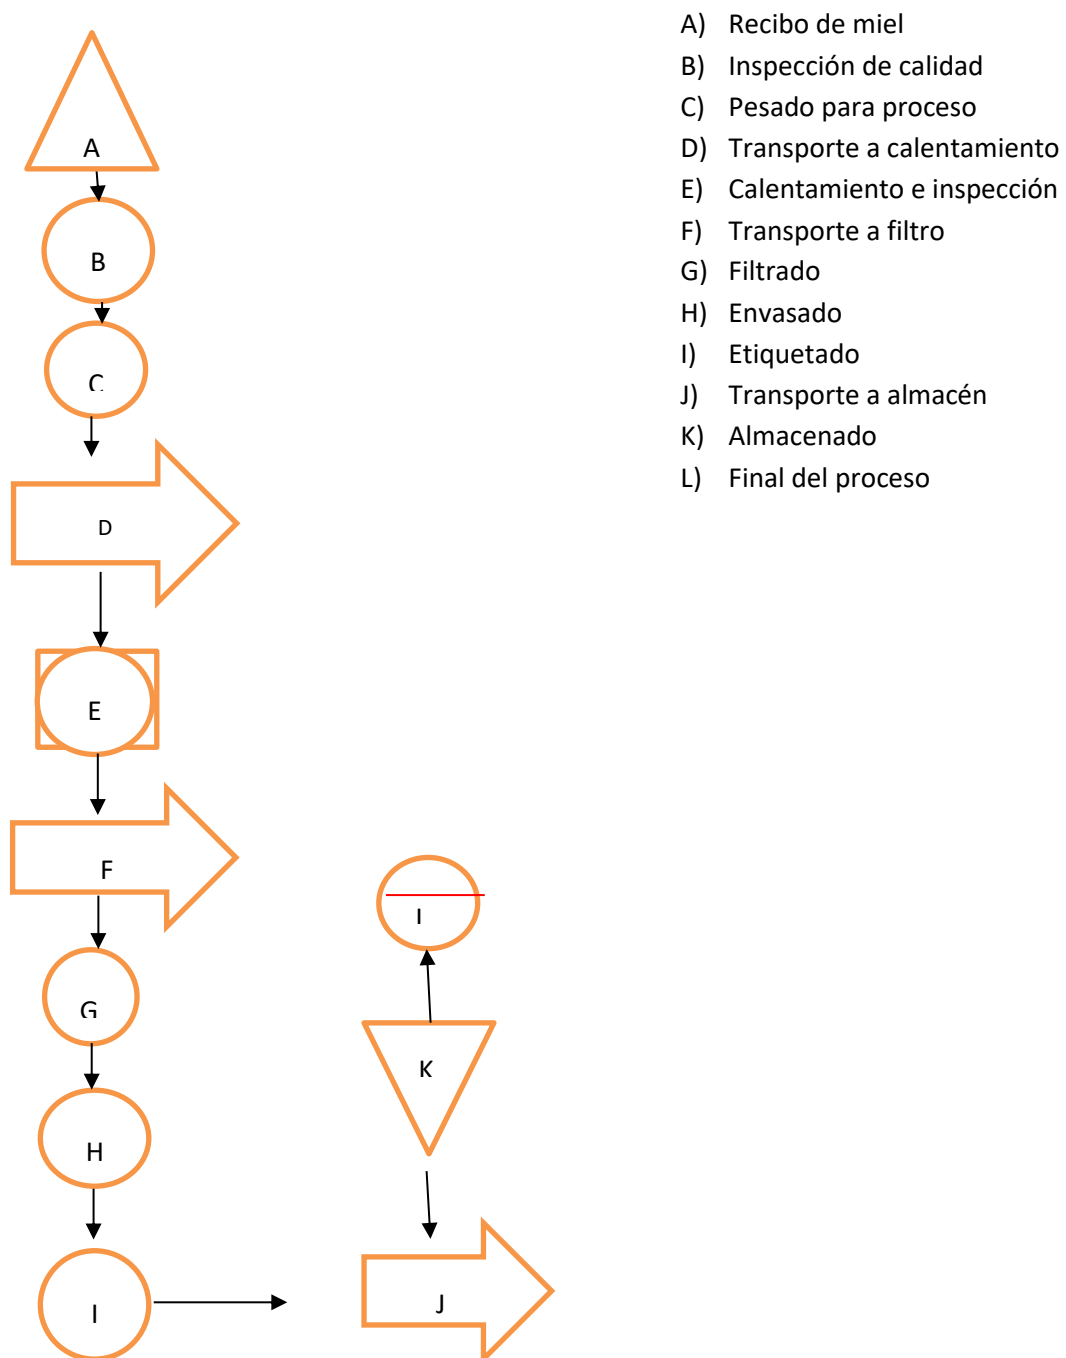 A) Recibo de miel
B) Inspección de calidad
C) Pesado para proceso
D) Transporte a calentamiento
E) Calentamiento e inspección
F) Transporte a filtro
G) Filtrado
H) Envasado
I) Etiquetado
J) Transporte a almacén
K) Almacenado
L) Final del proceso
A
B
C
D
E
F
G
H
I
J
K